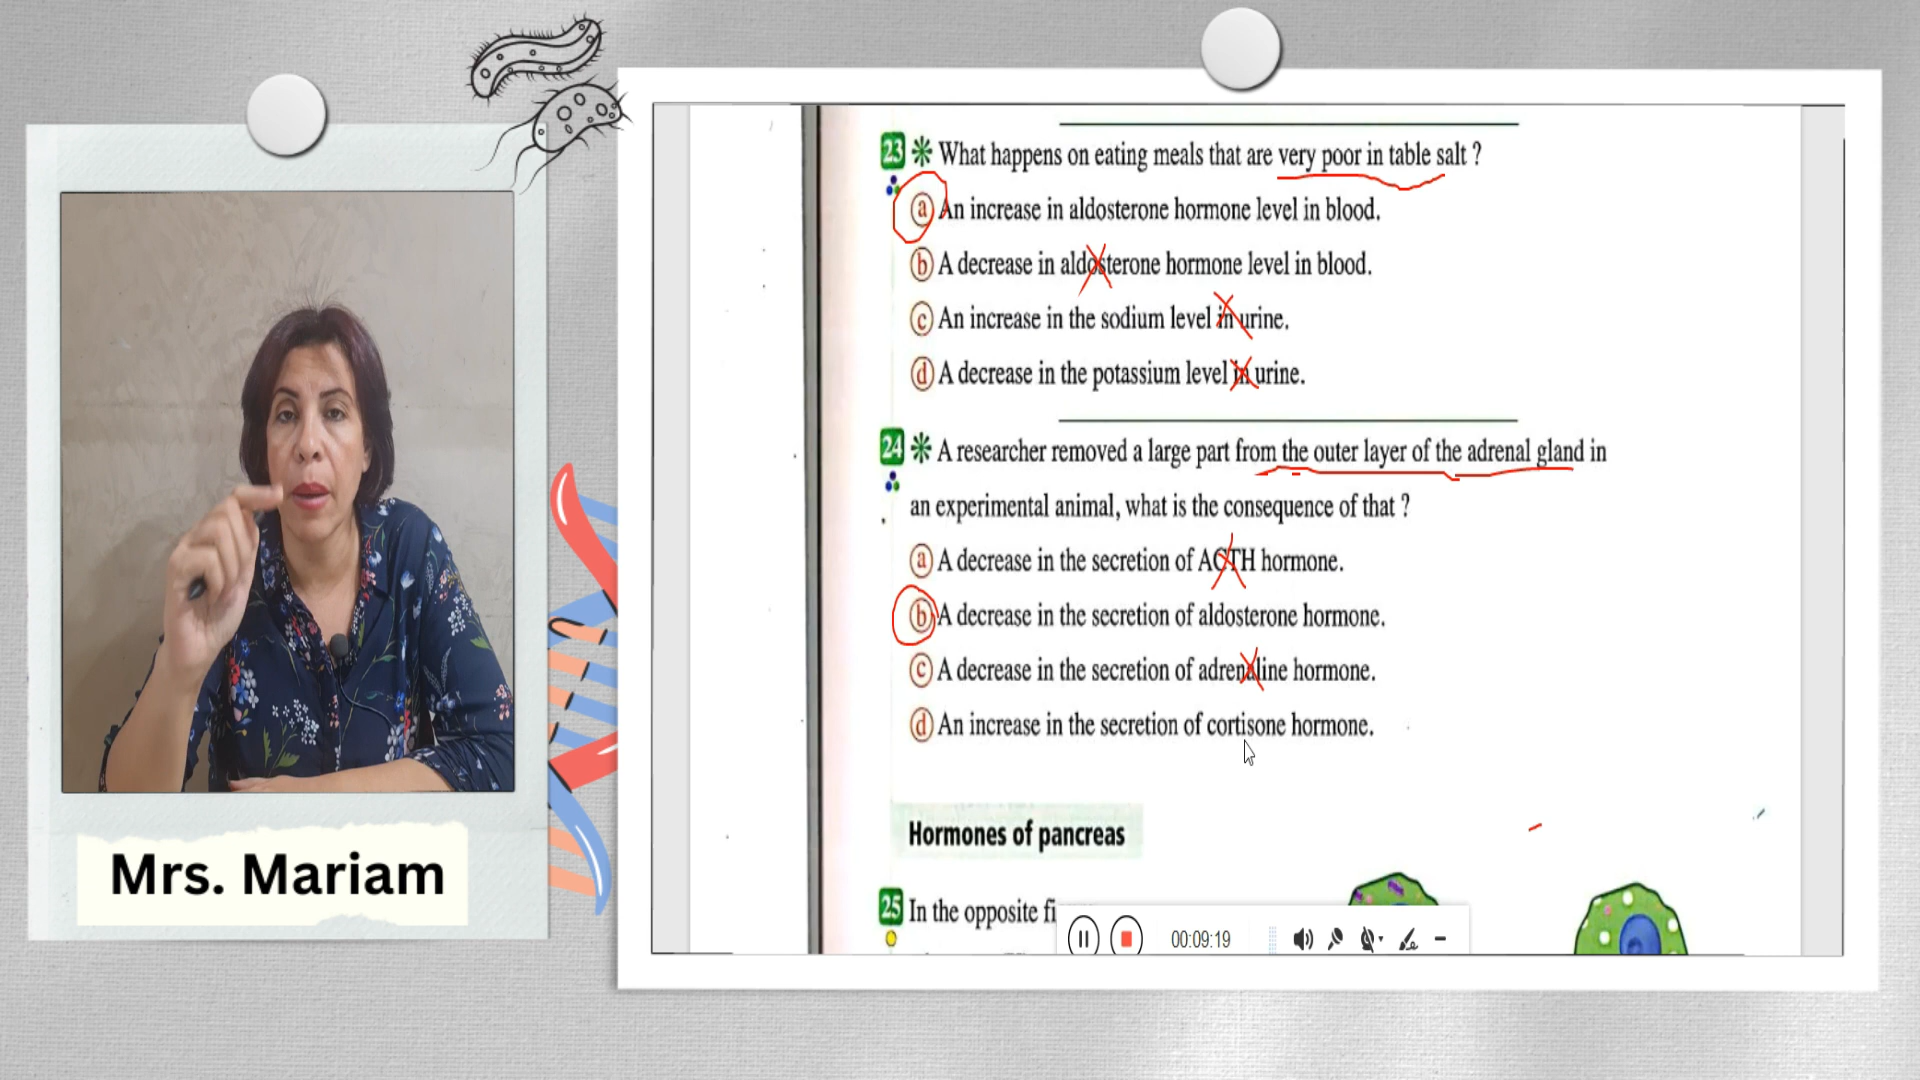 23 What happens on eating meals that are very poor in table salt ?
a An increase in aldosterone hormone level in blood.
b A decrease in aldosterone hormone level in blood.
c An increase in the sodium level in urine.
d A decrease in the potassium level in urine.
24 A researcher removed a large part from the outer layer of the adrenal gland in
an experimental animal, what is the consequence of that ?
a A decrease in the secretion of ACTH hormone.
b A decrease in the secretion of aldosterone hormone.
c A decrease in the secretion of adrenaline hormone.
d An increase in the secretion of cortisone hormone.
Hormones of pancreas
25 In the opposite
00:09:19
Mrs. Mariam